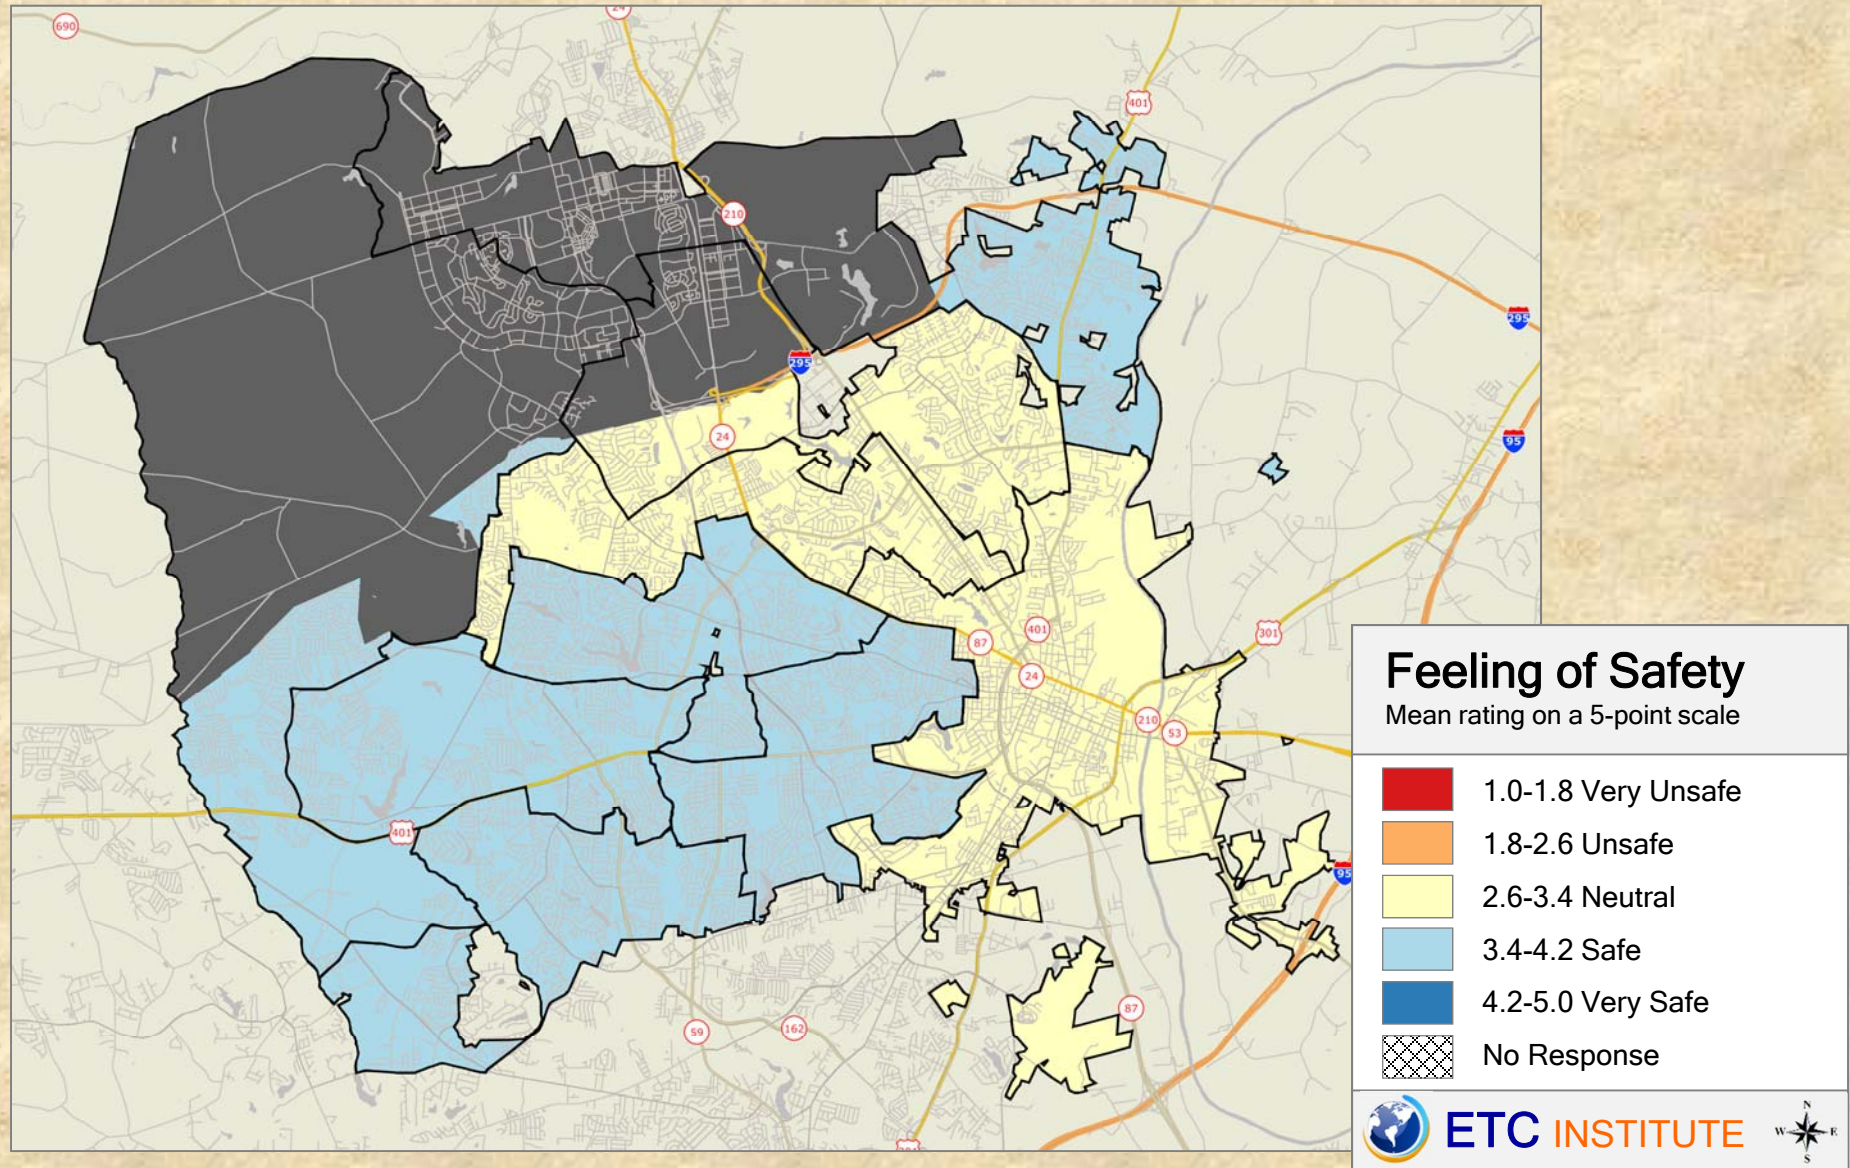 24
690
401
210
295
295
24
95
87
401
301
24
210
53
401
95
87
59
162
Feeling of Safety
Mean rating on a 5-point scale
1.0-1.8 Very Unsafe
1.8-2.6 Unsafe
2.6-3.4 Neutral
3.4-4.2 Safe
4.2-5.0 Very Safe
No Response
ETC INSTITUTE
N
W E
S